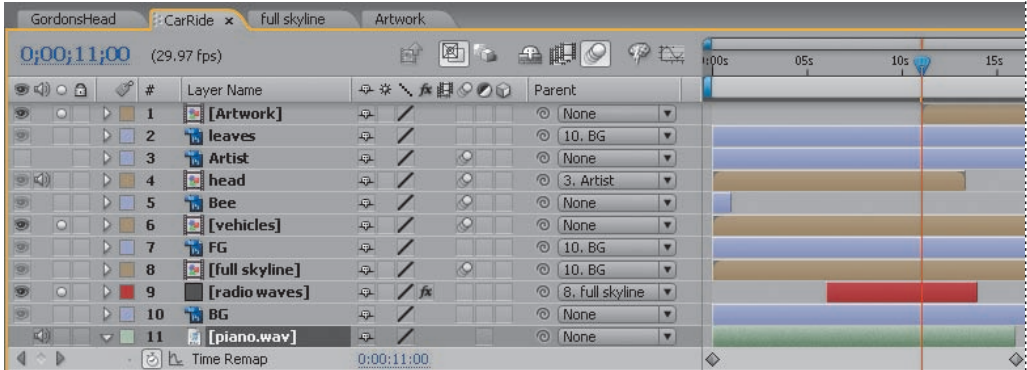 GordonsHead CarRide × full skyline Artwork
0;00;11;00 (29.97 fps)
:00s 05s 10s 15s
# Layer Name fx Parent
1 [Artwork] None
2 leaves 10. BG
3 Artist None
4 head 3. Artist
5 Bee None
6 [vehicles] None
7 FG 10. BG
8 [full skyline] 10. BG
9 [radio waves] fx 8. full skyline
10 BG None
11 [piano.wav] None
Time Remap 0:00:11:00